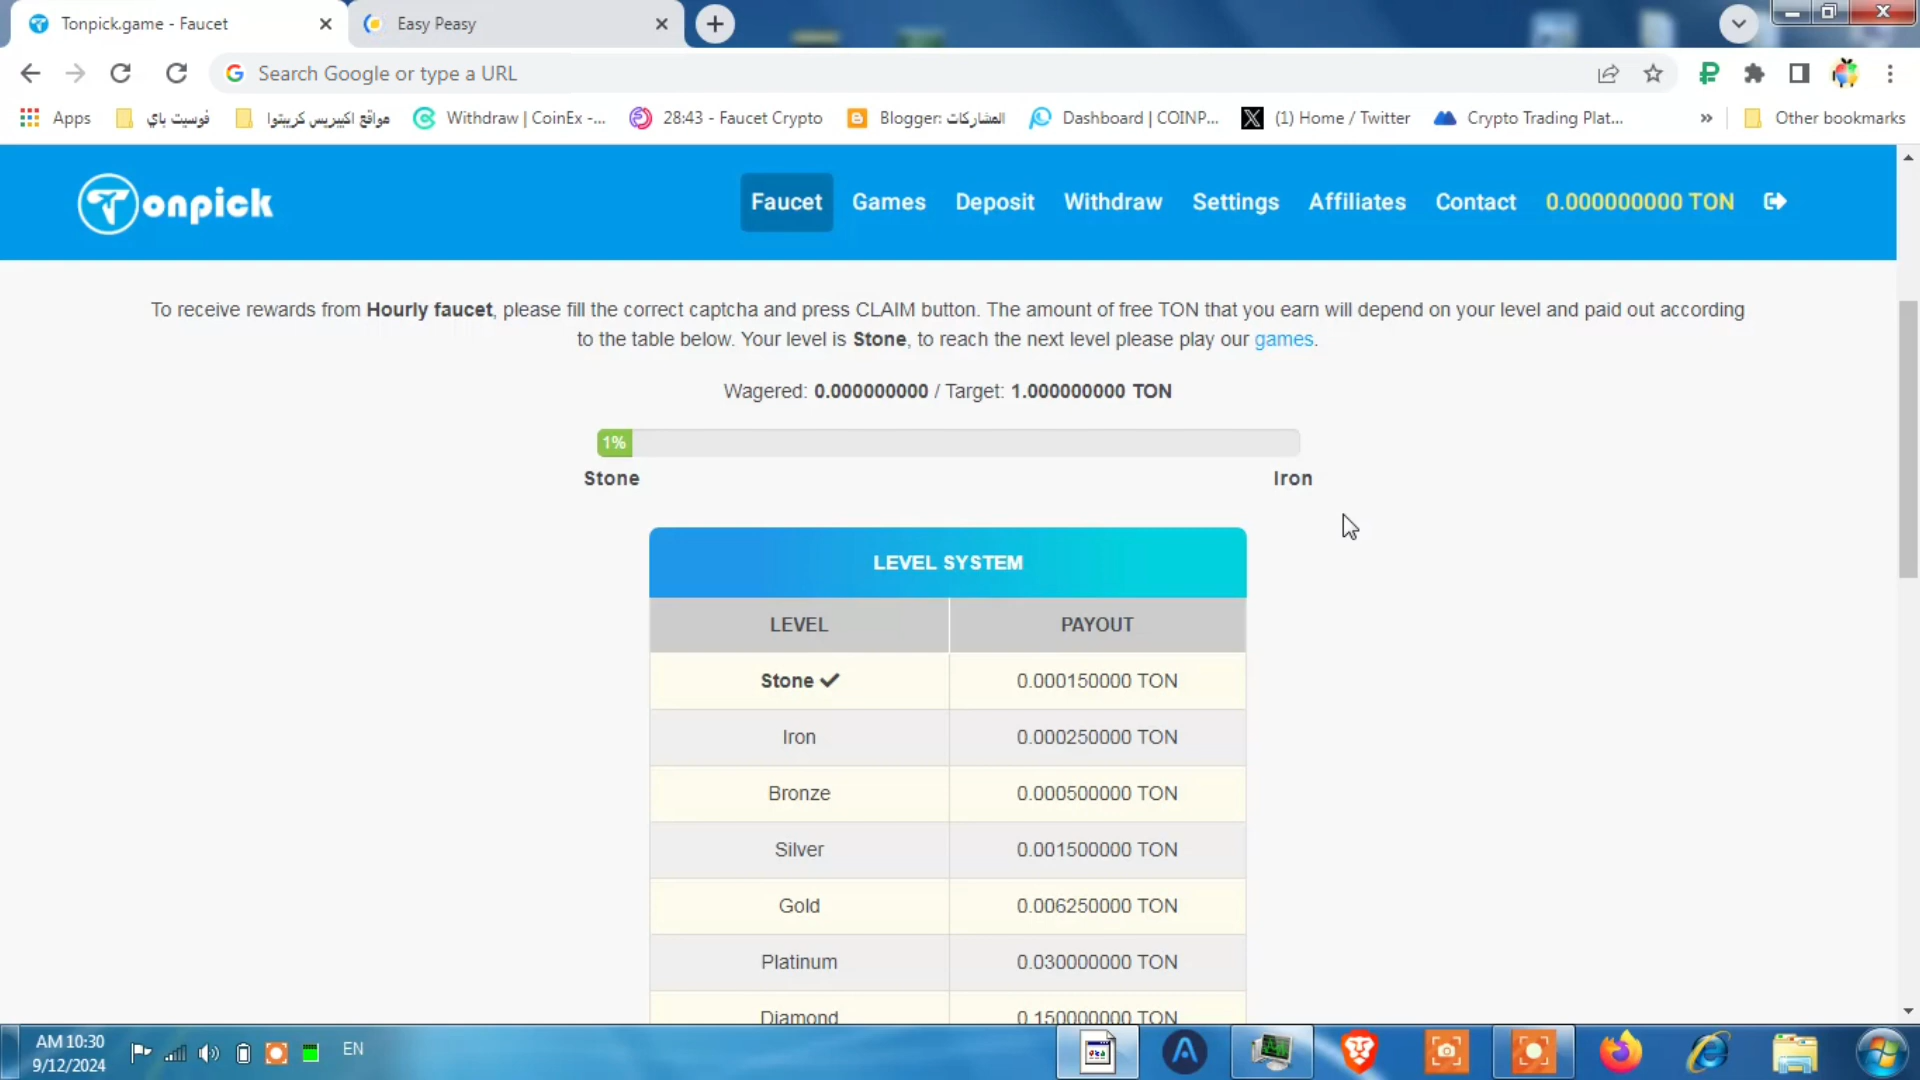 Tonpick.game - Faucet
Easy Peasy
Search Google or type a URL
Apps
فوسيت باي
مواقع اكبيريس كريبتوا
Withdraw | CoinEx -...
28:43 - Faucet Crypto
Blogger: المشاركات
Dashboard | COINP...
(1) Home / Twitter
Crypto Trading Plat...
»
Other bookmarks
Tonpick
Faucet
Games
Deposit
Withdraw
Settings
Affiliates
Contact
0.000000000 TON
To receive rewards from Hourly faucet, please fill the correct captcha and press CLAIM button. The amount of free TON that you earn will depend on your level and paid out according
to the table below. Your level is Stone, to reach the next level please play our games.
Wagered: 0.000000000 / Target: 1.000000000 TON
1%
Stone
Iron
LEVEL SYSTEM
LEVEL PAYOUT
Stone ✔ 0.000150000 TON
Iron 0.000250000 TON
Bronze 0.000500000 TON
Silver 0.001500000 TON
Gold 0.006250000 TON
Platinum 0.030000000 TON
Diamond 0.150000000 TON
AM 10:30
9/12/2024
EN